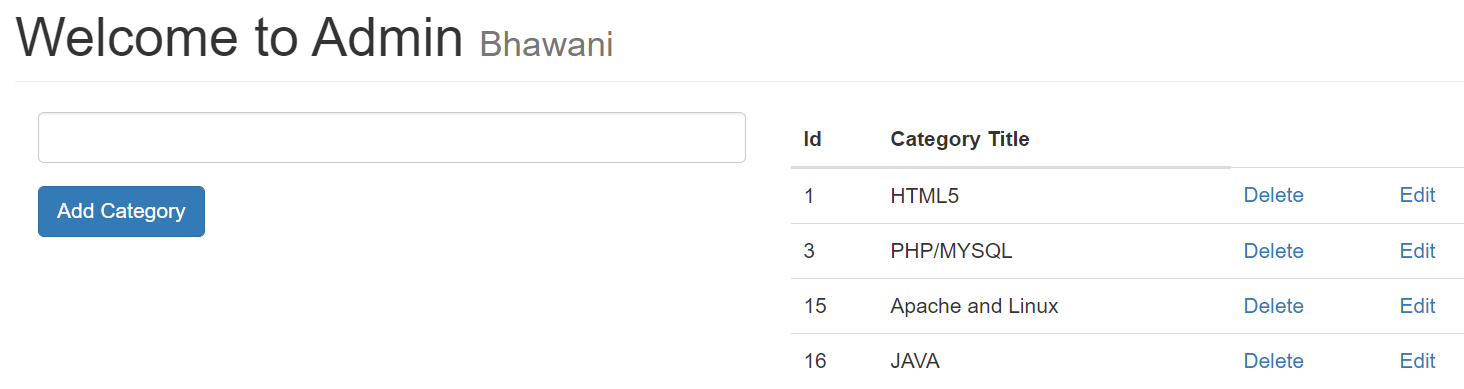 Welcome to Admin Bhawani
Add Category
Id Category Title
1 HTML5 Delete Edit
3 PHP/MYSQL Delete Edit
15 Apache and Linux Delete Edit
16 JAVA Delete Edit